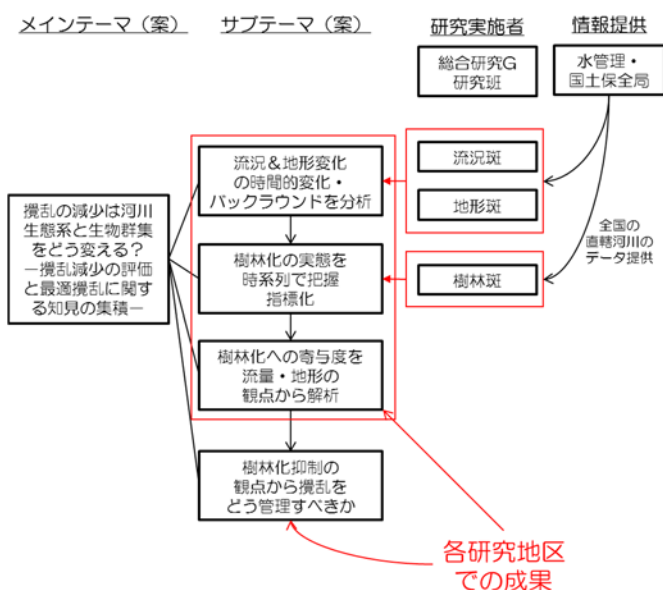 メインテーマ（案）
サブテーマ（案）
研究実施者
情報提供
総合研究G
研究班
水管理・
国土保全局
流況&地形変化
の時間的変化・
バックラウンドを分析
流況斑
地形斑
全国の
直轄河川の
データ提供
攪乱の減少は河川
生態系と生物群集
をどう変える？
ー攪乱減少の評価
と最適攪乱に関す
る知見の集積ー
樹林化の実態を
時系列で把握
指標化
樹林斑
樹林化への寄与度を
流量・地形の
観点から解析
樹林化抑制の
観点から攪乱を
どう管理すべきか
各研究地区
での成果